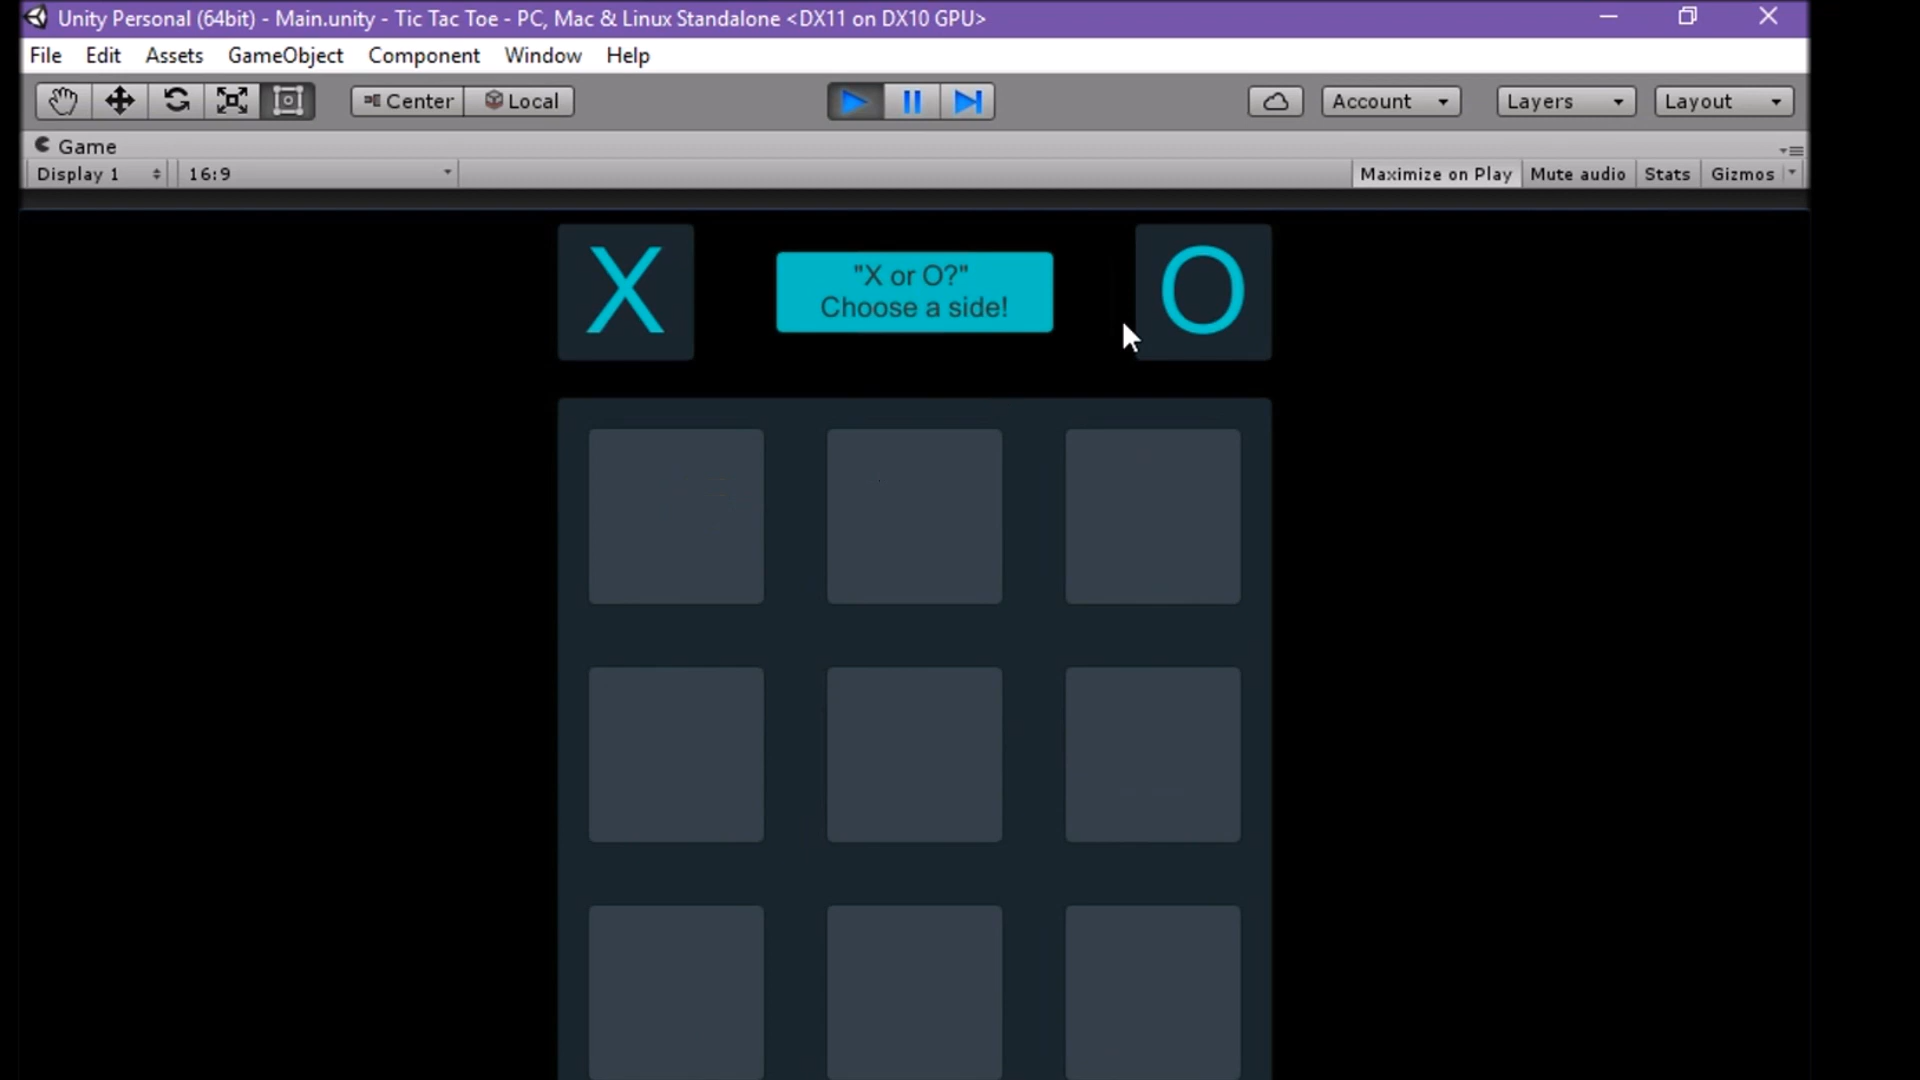 Unity Personal (64bit) - Main.unity - Tic Tac Toe - PC, Mac & Linux Standalone <DX11 on DX10 GPU>
File Edit Assets GameObject Component Window Help
Center Local Account Layers Layout
Game
Display 1 16:9 Maximize on Play Mute audio Stats Gizmos
X "X or O?" O
Choose a side!